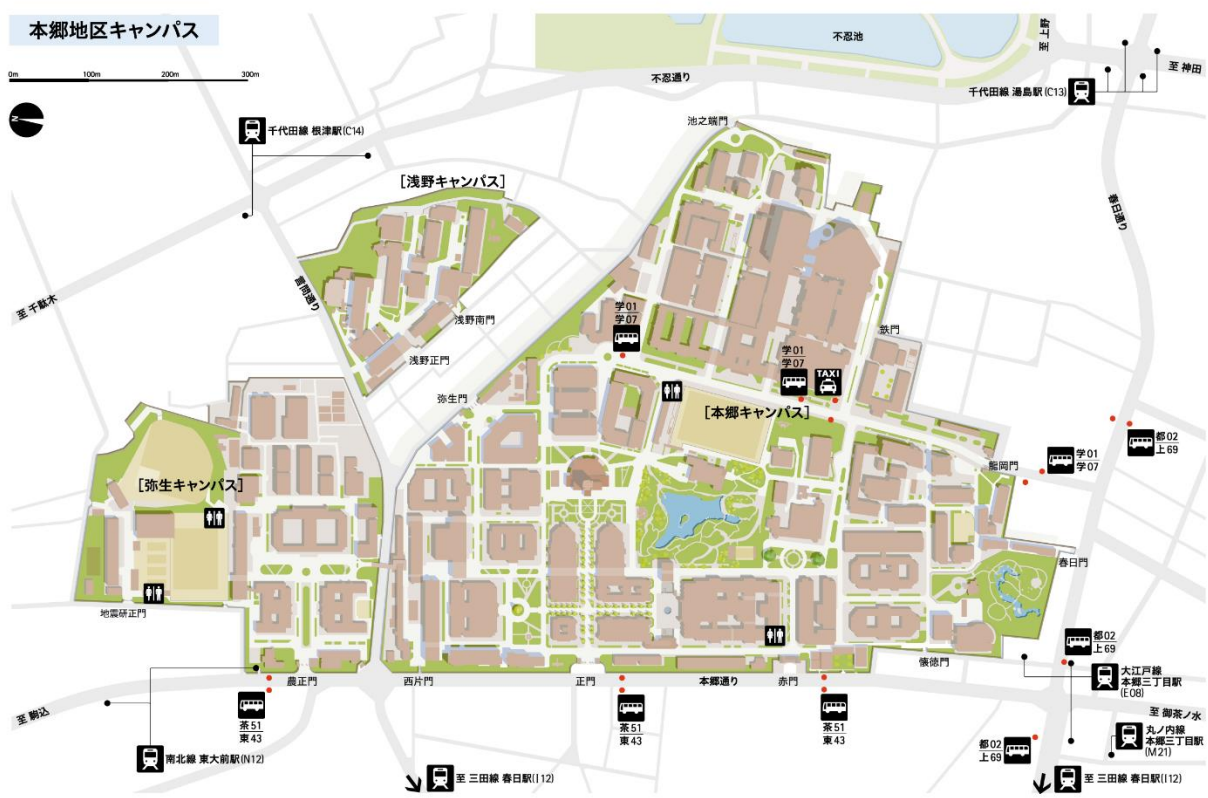 本郷地区キャンパス
0m 100m 200m 300m
N
不忍池
至 上野
至 神田
不忍通り
千代田線 湯島駅(C13)
千代田線 根津駅(C14)
池之端門
[浅野キャンパス]
春日通り
至 千駄木
言問通り
浅野南門
浅野正門
学01
学07
鉄門
学01
学07
TAXI
弥生門
[本郷キャンパス]
都02
上69
龍岡門
学01
学07
[弥生キャンパス]
春日門
地震研正門
都02
上69
懐徳門
大江戸線
本郷三丁目駅
(E08)
農正門
西片門
正門
本郷通り
赤門
至 駒込
至 御茶ノ水
茶51
東43
茶51
東43
茶51
東43
丸ノ内線
本郷三丁目駅
(M21)
都02
上69
南北線 東大前駅(N12)
至 三田線 春日駅(I12)
至 三田線 春日駅(I12)